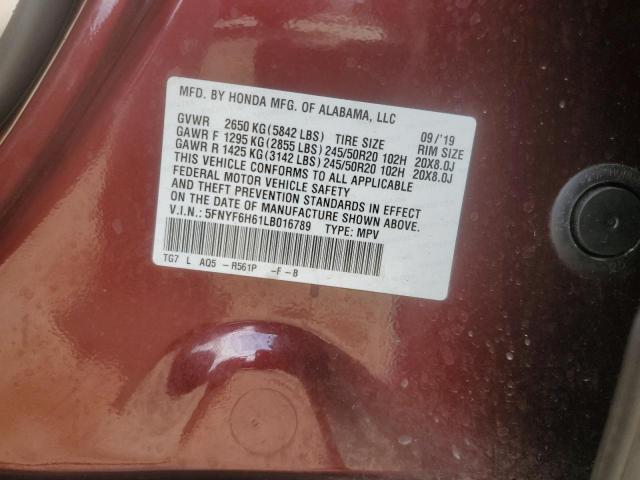 MFD. BY HONDA MFG. OF ALABAMA, LLC
09/'19
GVWR 2650 KG (5842 LBS) TIRE SIZE RIM SIZE
GAWR F 1295 KG (2855 LBS) 245/50R20 102H 20X8.0J
GAWR R 1425 KG (3142 LBS) 245/50R20 102H 20X8.0J
THIS VEHICLE CONFORMS TO ALL APPLICABLE
FEDERAL MOTOR VEHICLE SAFETY
AND THEFT PREVENTION STANDARDS IN EFFECT
ON THE DATE OF MANUFACTURE SHOWN ABOVE.
V.I.N.: 5FNYF6H61LB016789 TYPE: MPV
TG7 L AQ5 -R561P -F -B